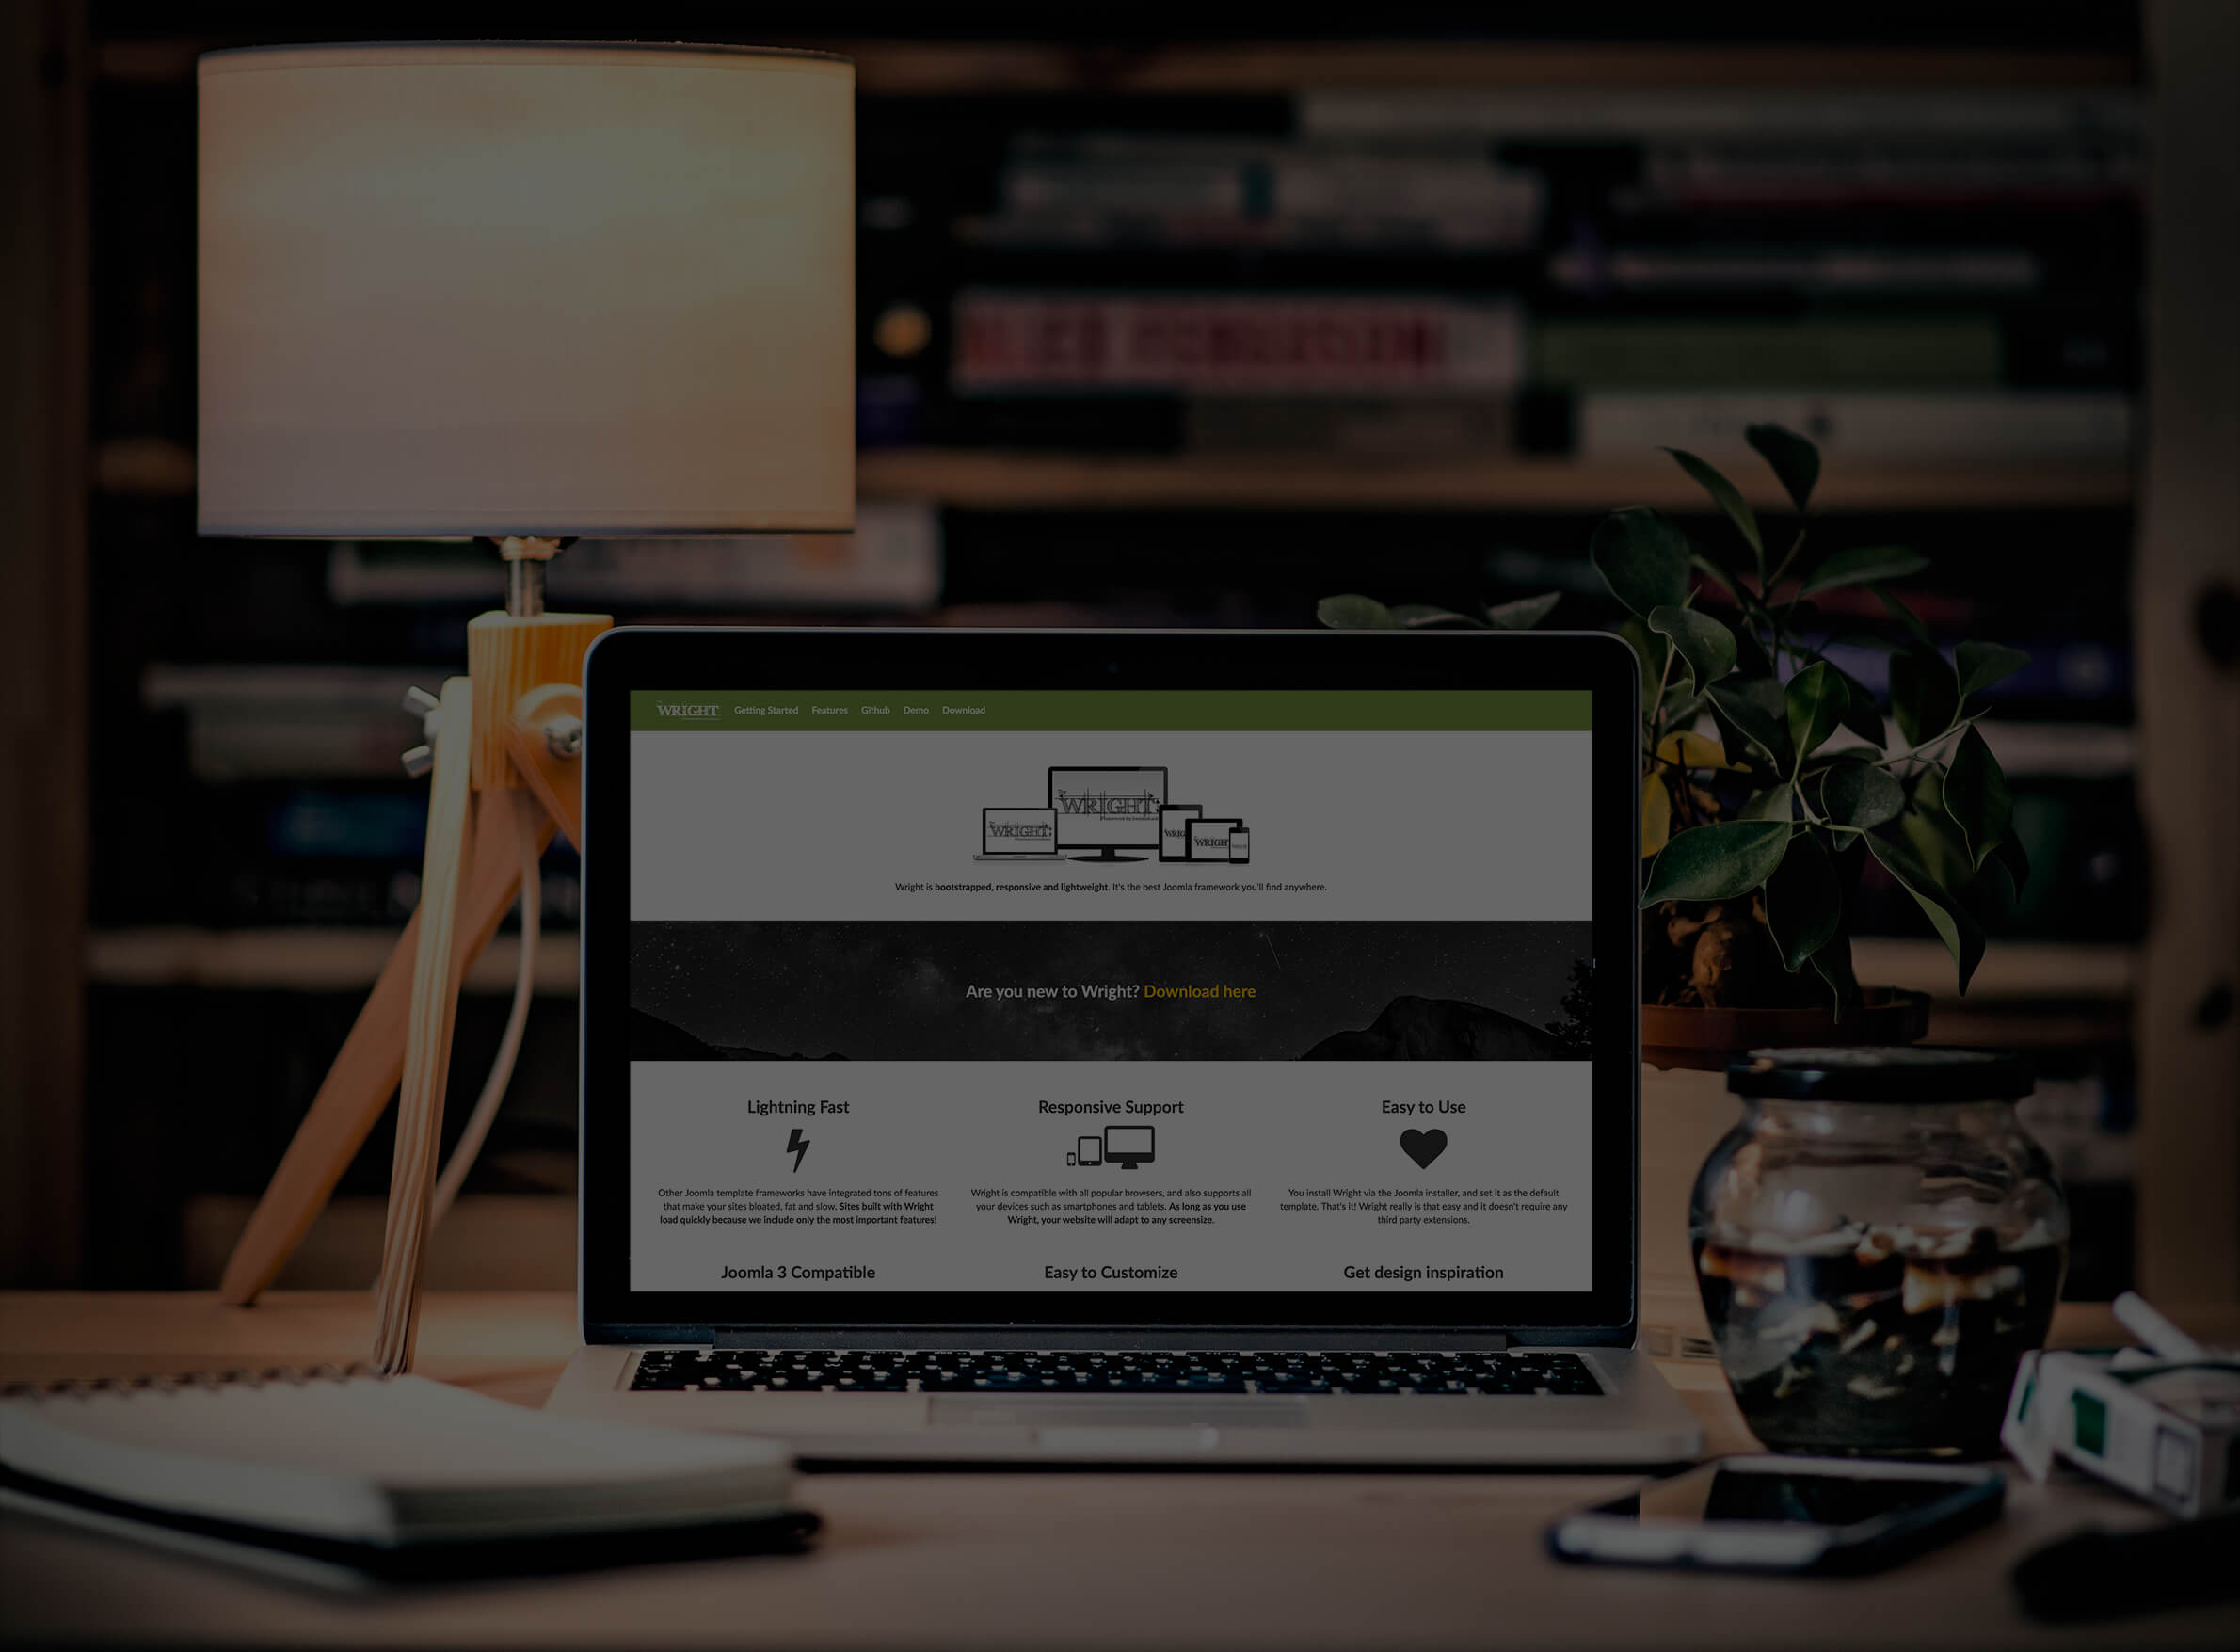 The WRIGHT
Getting Started Features Github Demo Download
The WRIGHT
WRIGHT
WRIGHT
Wright is bootstrapped, responsive and lightweight. It's the best Joomla framework you'll find anywhere.
Are you new to Wright? Download here
Lightning Fast
Responsive Support
Easy to Use
Other Joomla template frameworks have integrated tons of features
that make your sites bloated, fat and slow. Sites built with Wright
load quickly because we include only the most important features!
Wright is compatible with all popular browsers, and also supports all
your devices such as smartphones and tablets. As long as you use
Wright, your website will adapt to any screensize.
You install Wright via the Joomla installer, and set it as the default
template. That's it! Wright really is that easy and it doesn't require any
third party extensions.
Joomla 3 Compatible
Easy to Customize
Get design inspiration